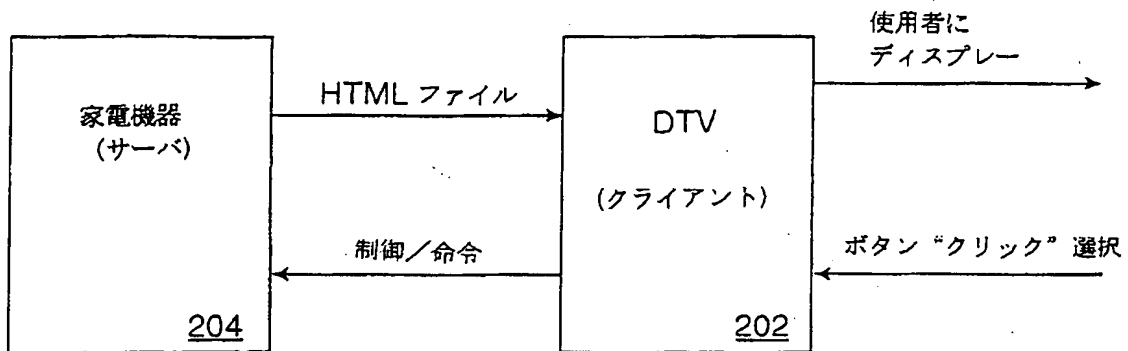 使用者に
ディスプレー
HTML ファイル
家電機器
(サーバ)
DTV
(クライアント)
制御/命令
ボタン“クリック”選択
204
202